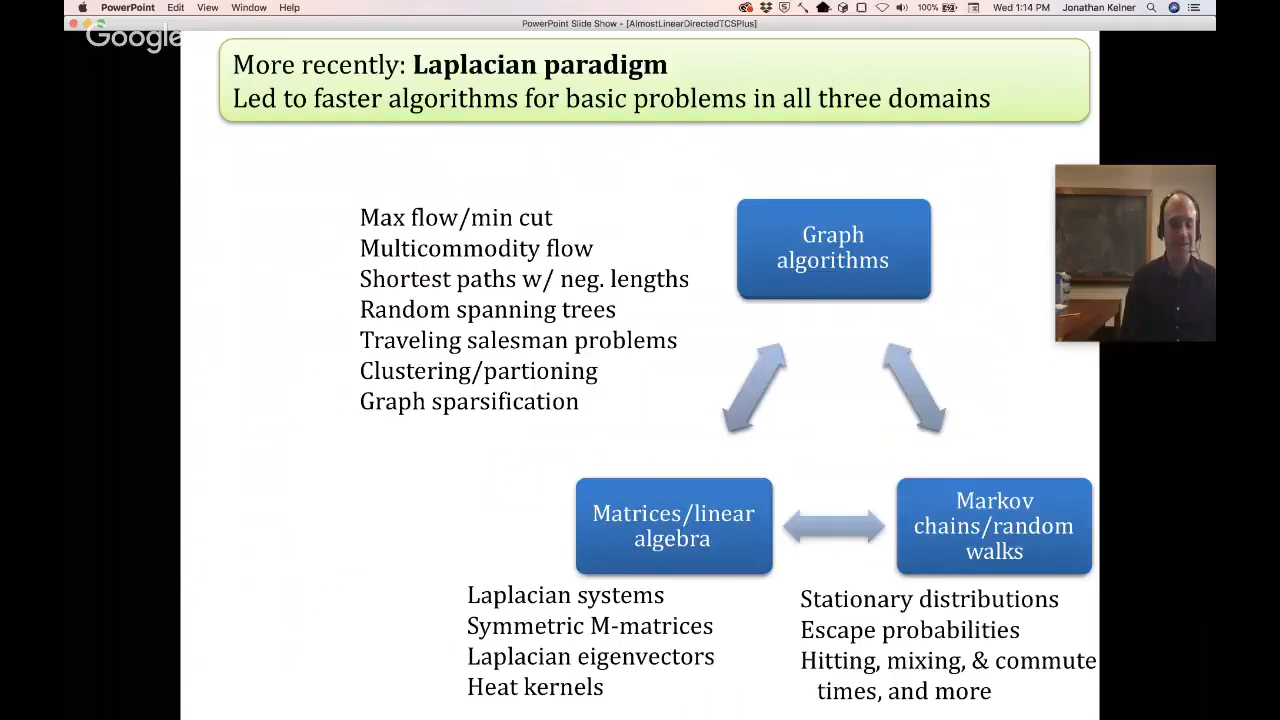 PowerPoint Edit View Window Help 100% Wed 1:14 PM Jonathan Kelner
PowerPoint Slide Show - [AlmostLinearDirectedTCSPlus]
Google
More recently: Laplacian paradigm
Led to faster algorithms for basic problems in all three domains
Max flow/min cut
Multicommodity flow
Shortest paths w/ neg. lengths
Random spanning trees
Traveling salesman problems
Clustering/partioning
Graph sparsification
Graph
algorithms
Matrices/linear
algebra
Markov
chains/random
walks
Laplacian systems
Symmetric M-matrices
Laplacian eigenvectors
Heat kernels
Stationary distributions
Escape probabilities
Hitting, mixing, & commute
times, and more